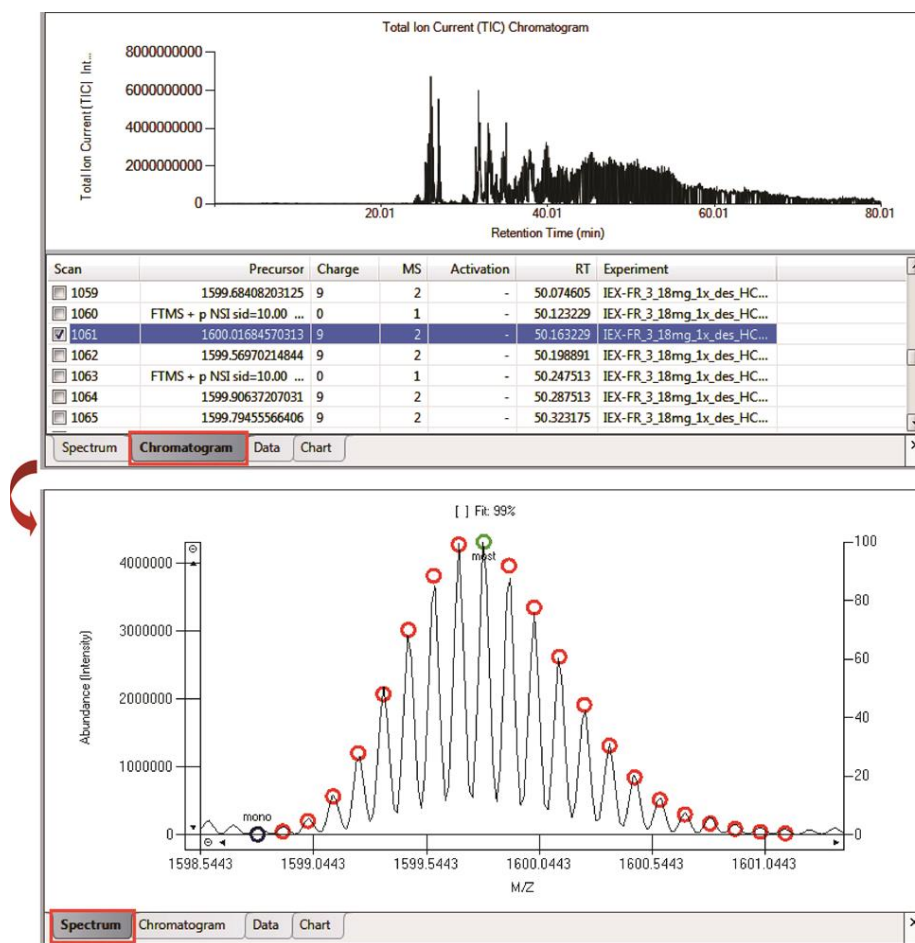 Total Ion Current (TIC) Chromatogram
Total Ion Current [TIC] Int...
8000000000
6000000000
4000000000
2000000000
0
20.01 40.01 60.01 80.01
Retention Time (min)
Scan Precursor Charge MS Activation RT Experiment
1059 1599.68408203125 9 2 - 50.074605 IEX-FR_3_18mg_1x_des_HC...
1060 FTMS + p NSI sid=10.00 ... 0 1 - 50.123229 IEX-FR_3_18mg_1x_des_HC...
1061 1600.01684570313 9 2 - 50.163229 IEX-FR_3_18mg_1x_des_HC...
1062 1599.56970214844 9 2 - 50.198891 IEX-FR_3_18mg_1x_des_HC...
1063 FTMS + p NSI sid=10.00 ... 0 1 - 50.247513 IEX-FR_3_18mg_1x_des_HC...
1064 1599.90637207031 9 2 - 50.287513 IEX-FR_3_18mg_1x_des_HC...
1065 1599.79455566406 9 2 - 50.323175 IEX-FR_3_18mg_1x_des_HC...
Spectrum Chromatogram Data Chart
[ ] Fit: 99%
most
mono
Abundance (Intensity)
4000000
3000000
2000000
1000000
0
100
80
60
40
20
0
1598.5443 1599.0443 1599.5443 1600.0443 1600.5443 1601.0443
M/Z
Spectrum Chromatogram Data Chart